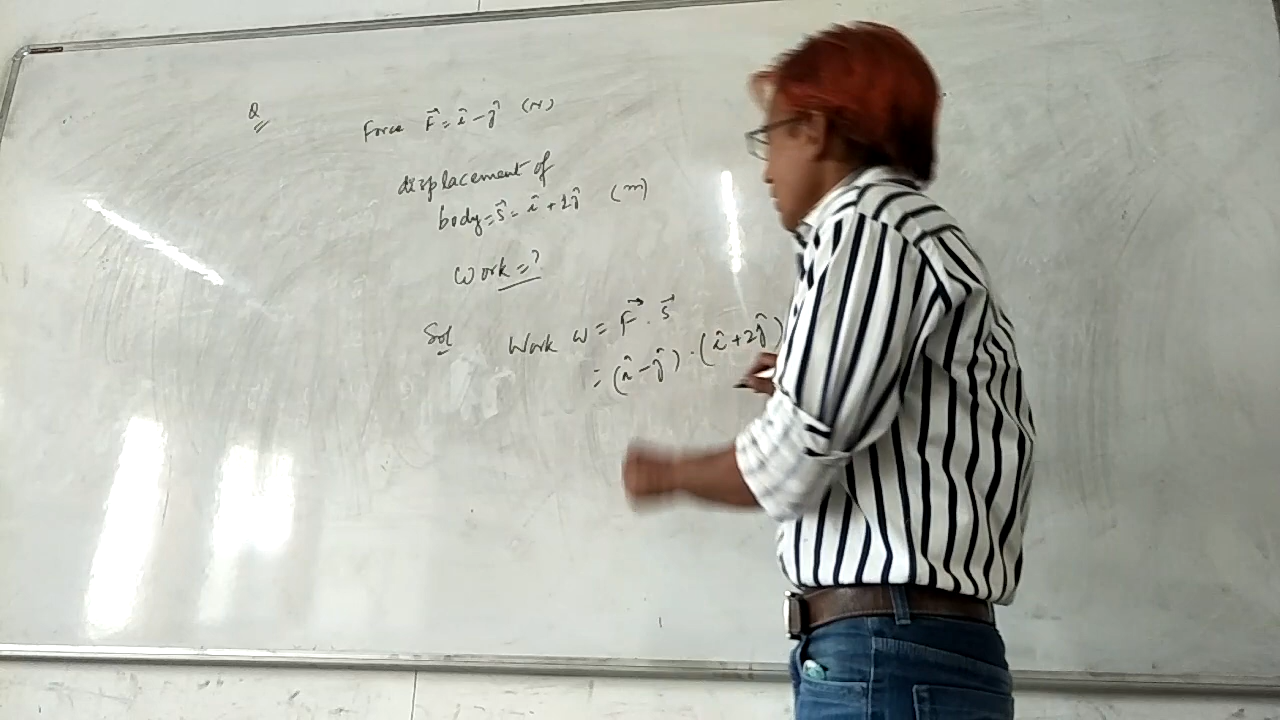 Q
Force F⃗ = î - ĵ (N)
displacement of
body = S⃗ = î + 2ĵ (m)
Work = ?
Sol Work W = F⃗ . S⃗
= (î - ĵ) . (î + 2ĵ)